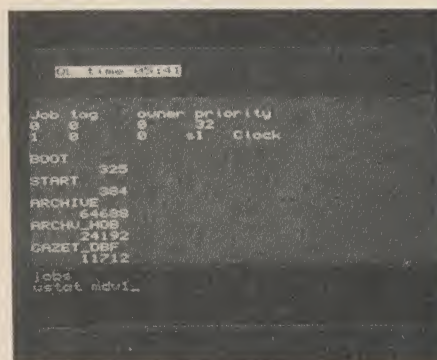 QL time 05:41
Job tag owner priority
0 0 0 32
1 0 0 s1 Clock
BOOT
325
START
384
ARCHIVE
64688
ARCHV_HOB
24192
GAZET_DBF
11712
jobs
wstat mdv1_